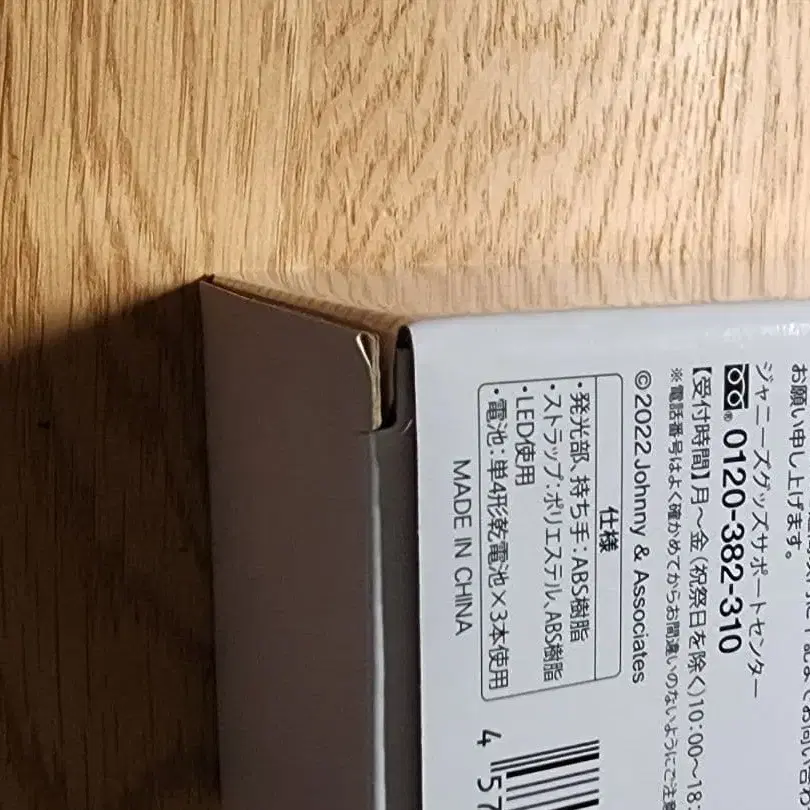 お願い申し上げます。
ジャニーズグッズサポートセンター
0120-382-310
【受付時間】月〜金(祝祭日を除く)10:00〜18:
※電話番号はよく確かめてからお間違いのないようにご注意
©2022 Johnny & Associates
仕様
・発光部、持ち手:ABS樹脂
・ストラップ:ポリエステル、ABS樹脂
・LED使用
・電池:単4形乾電池×3本使用
MADE IN CHINA
4 57